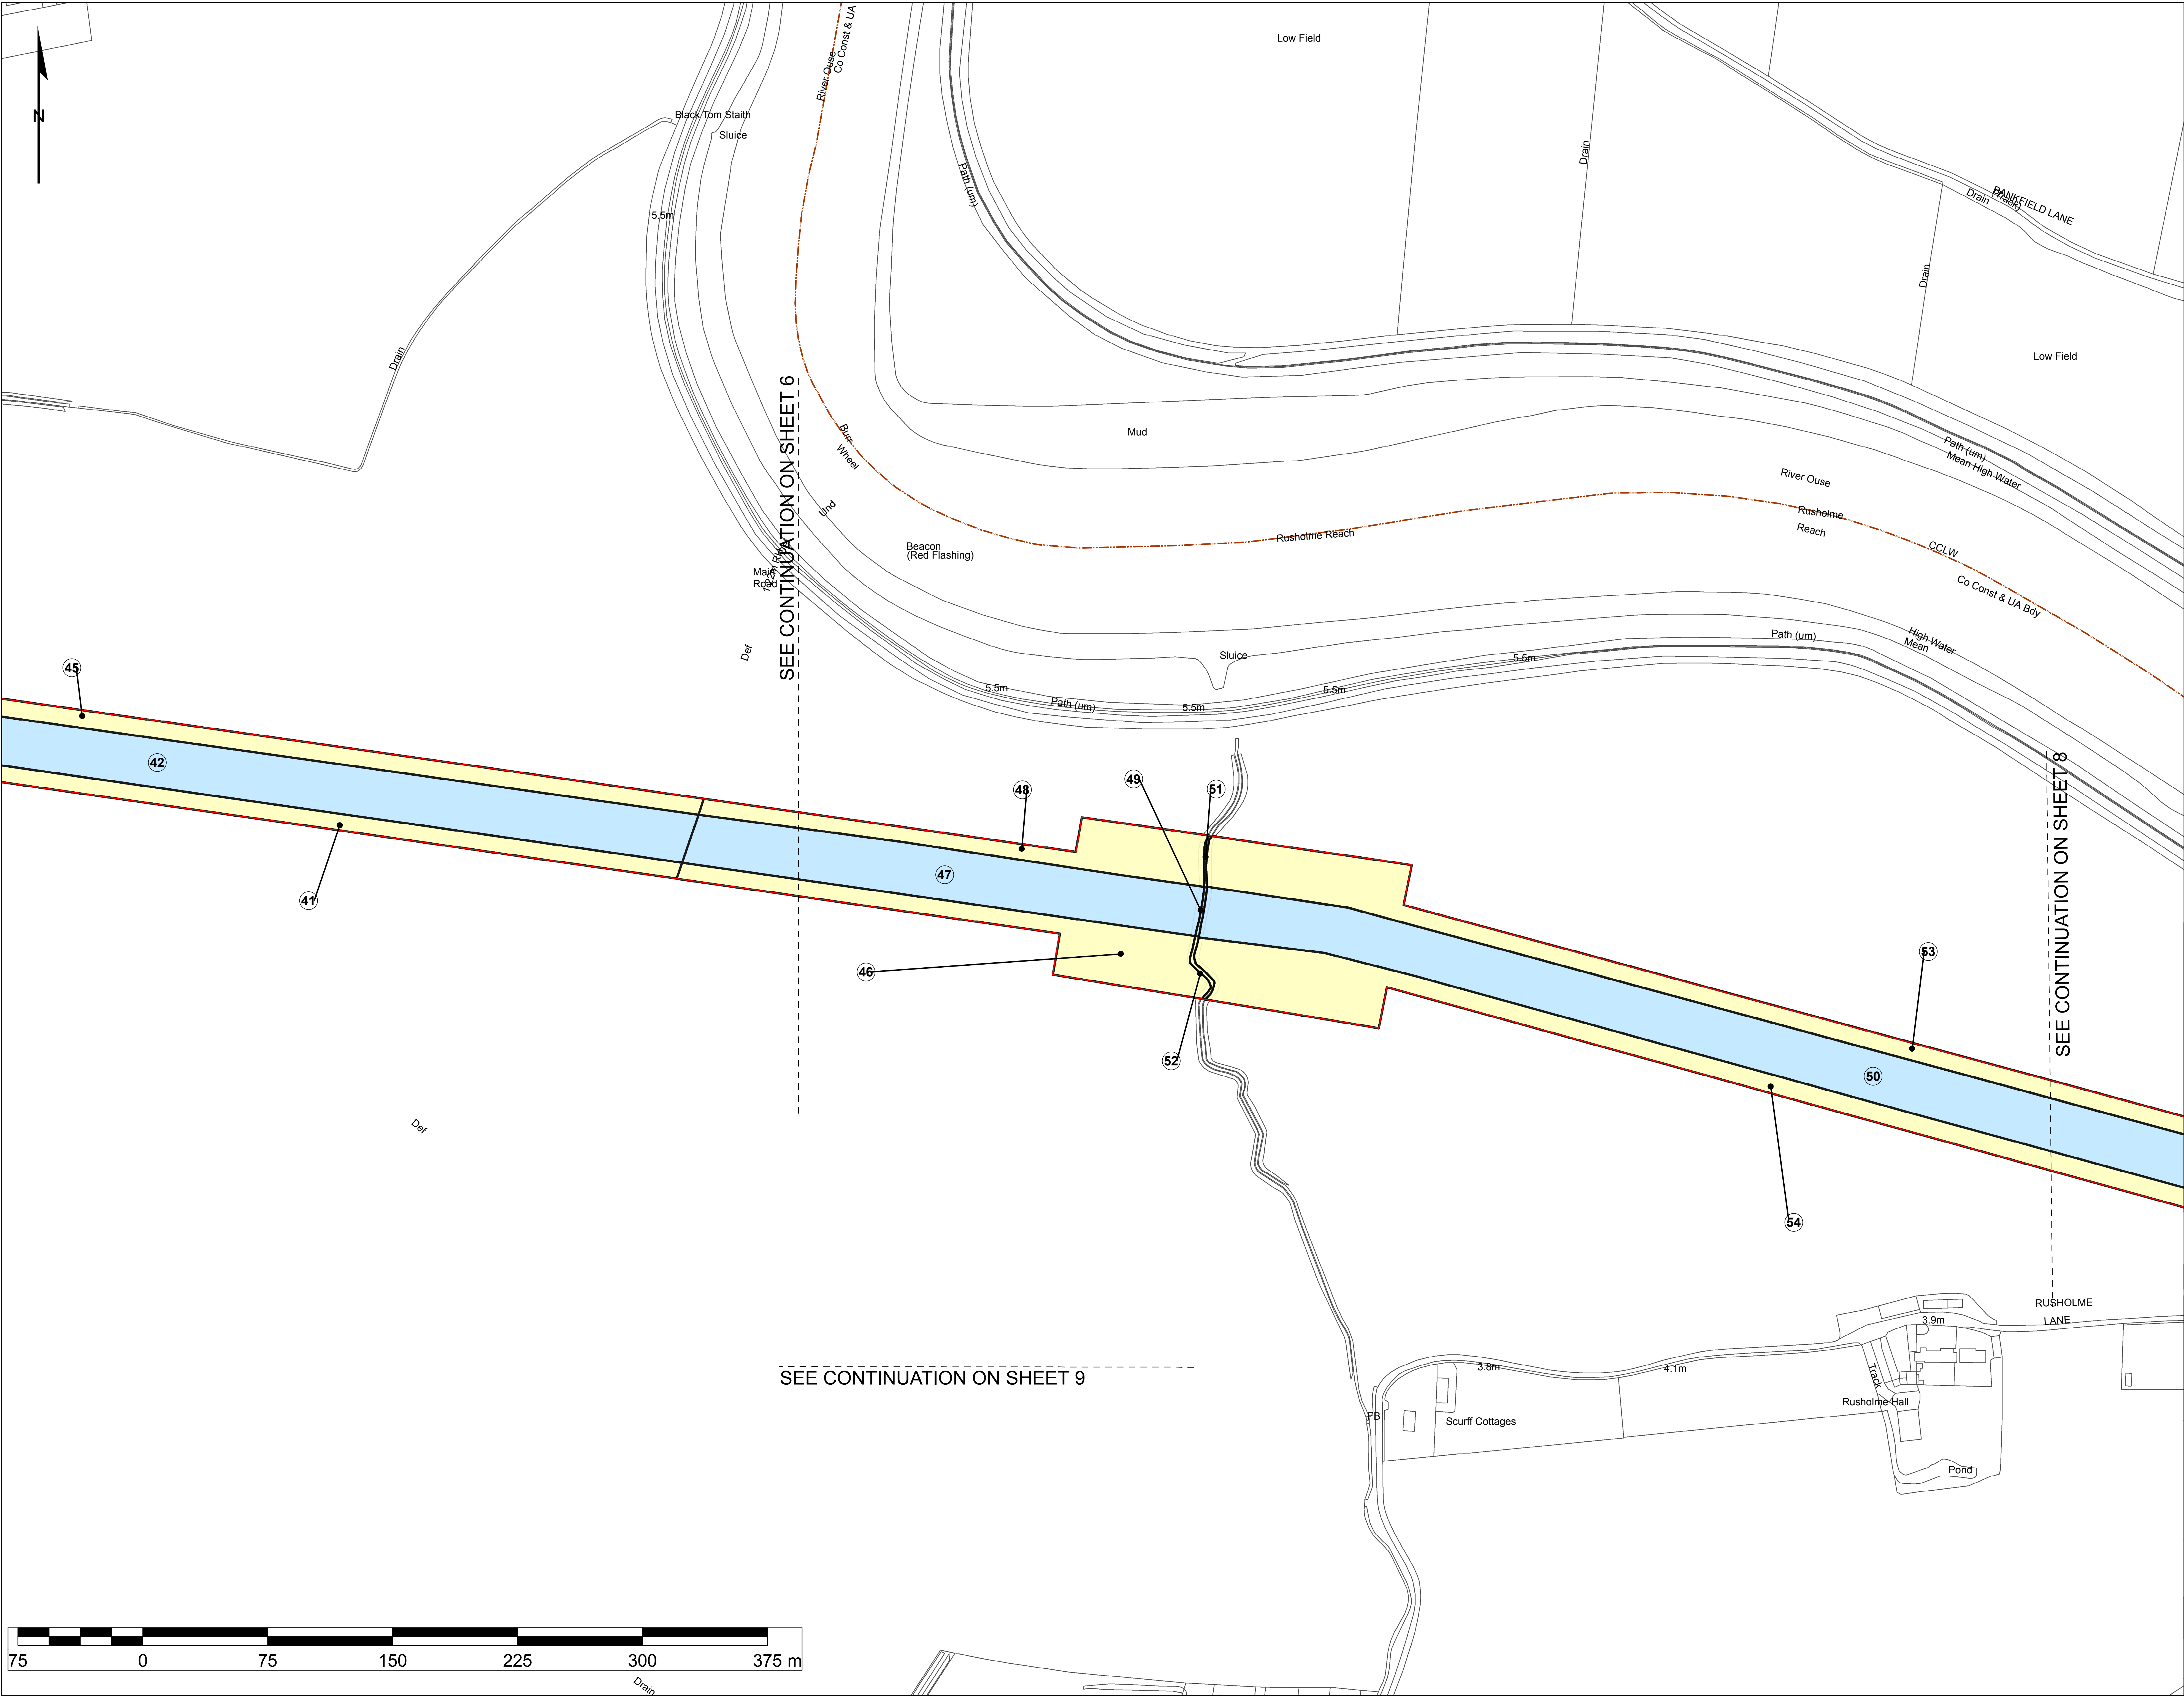 Low Field
River Ouse
Co Const & UA
N
Black Tom Staith
Sluice
Path (um)
Drain
5.5m
BANKFIELD LANE
(Track)
Drain
Drain
Drain
Low Field
SEE CONTINUATION ON SHEET 6
Burr
Wheel
Mud
Path (um)
Mean High Water
River Ouse
Rusholme
Reach
Und
Rusholme Reach
Beacon
(Red Flashing)
CCLW
Co Const & UA Bdy
Main
Road
Def
Path (um)
High Water
Mean
Sluice
5.5m
5.5m
5.5m
Path (um)
5.5m
45
42
41
48
49
51
47
46
52
53
50
54
SEE CONTINUATION ON SHEET 8
Def
RUSHOLME
LANE
3.9m
3.8m
4.1m
Track
SEE CONTINUATION ON SHEET 9
FB
Scurff Cottages
Rusholme Hall
Pond
75 0 75 150 225 300 375 m
Drain